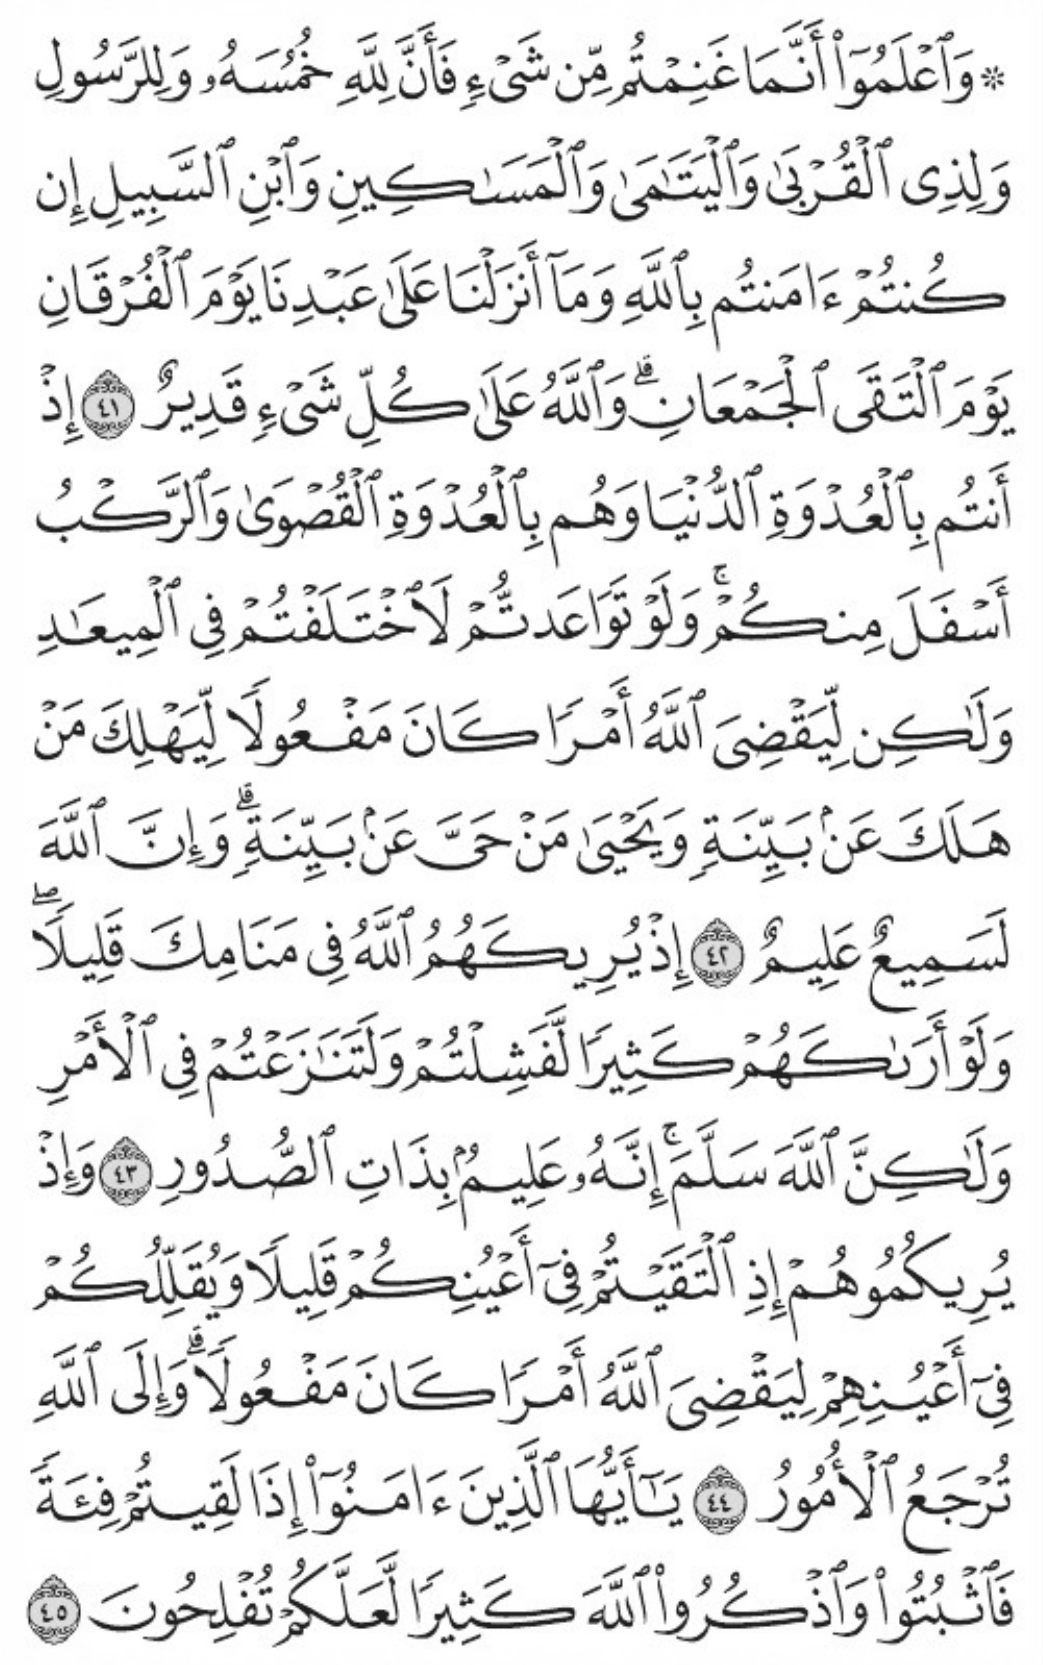 ۞ وَٱعْلَمُوٓا۟ أَنَّمَا غَنِمْتُم مِّن شَىْءٍ فَأَنَّ لِلَّهِ خُمُسَهُۥ وَلِلرَّسُولِ
وَلِذِى ٱلْقُرْبَىٰ وَٱلْيَتَـٰمَىٰ وَٱلْمَسَـٰكِينِ وَٱبْنِ ٱلسَّبِيلِ إِن
كُنتُمْ ءَامَنتُم بِٱللَّهِ وَمَآ أَنزَلْنَا عَلَىٰ عَبْدِنَا يَوْمَ ٱلْفُرْقَانِ
يَوْمَ ٱلْتَقَى ٱلْجَمْعَانِ ۗ وَٱللَّهُ عَلَىٰ كُلِّ شَىْءٍ قَدِيرٌ ٤١ إِذْ
أَنتُم بِٱلْعُدْوَةِ ٱلدُّنْيَا وَهُم بِٱلْعُدْوَةِ ٱلْقُصْوَىٰ وَٱلرَّكْبُ
أَسْفَلَ مِنكُمْ ۚ وَلَوْ تَوَاعَدتُّمْ لَٱخْتَلَفْتُمْ فِى ٱلْمِيعَـٰدِ
وَلَـٰكِن لِّيَقْضِىَ ٱللَّهُ أَمْرًا كَانَ مَفْعُولًا لِّيَهْلِكَ مَنْ
هَلَكَ عَنۢ بَيِّنَةٍ وَيَحْيَىٰ مَنْ حَىَّ عَنۢ بَيِّنَةٍ ۗ وَإِنَّ ٱللَّهَ
لَسَمِيعٌ عَلِيمٌ ٤٢ إِذْ يُرِيكَهُمُ ٱللَّهُ فِى مَنَامِكَ قَلِيلًا ۖ
وَلَوْ أَرَىٰكَهُمْ كَثِيرًا لَّفَشِلْتُمْ وَلَتَنَـٰزَعْتُمْ فِى ٱلْأَمْرِ
وَلَـٰكِنَّ ٱللَّهَ سَلَّمَ ۚ إِنَّهُۥ عَلِيمٌۢ بِذَاتِ ٱلصُّدُورِ ٤٣ وَإِذْ
يُرِيكُمُوهُمْ إِذِ ٱلْتَقَيْتُمْ فِىٓ أَعْيُنِكُمْ قَلِيلًا وَيُقَلِّلُكُمْ
فِىٓ أَعْيُنِهِمْ لِيَقْضِىَ ٱللَّهُ أَمْرًا كَانَ مَفْعُولًا ۗ وَإِلَى ٱللَّهِ
تُرْجَعُ ٱلْأُمُورُ ٤٤ يَـٰٓأَيُّهَا ٱلَّذِينَ ءَامَنُوٓا۟ إِذَا لَقِيتُمْ فِئَةً
فَٱثْبُتُوا۟ وَٱذْكُرُوا۟ ٱللَّهَ كَثِيرًا لَّعَلَّكُمْ تُفْلِحُونَ ٤٥